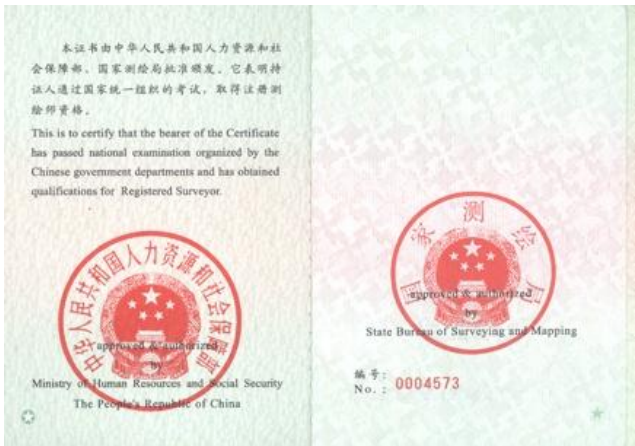 本证书由中华人民共和国人力资源和社
会保障部、国家测绘局批准颁发。它表明持
证人通过国家统一组织的考试，取得注册测
绘师资格。
This is to certify that the bearer of the Certificate
has passed national examination organized by the
Chinese government departments and has obtained
qualifications for Registered Surveyor.
中华人民共和国人力资源和社会保障部
approved & authorized
by
Ministry of Human Resources and Social Security
The People's Republic of China
国家测绘局
approved & authorized
by
State Bureau of Surveying and Mapping
编号:
No.: 0004573